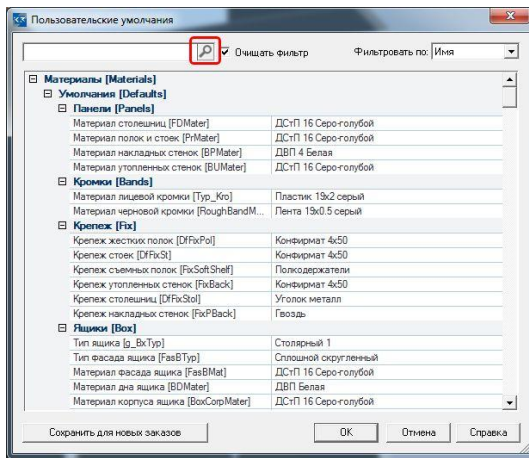 Пользовательские умолчания
Очищать фильтр Фильтровать по: Имя
Материалы [Materials]
Умолчания [Defaults]
Панели [Panels]
Материал столешниц [FDMater] ДСтП 16 Серо-голубой
Материал полок и стоек [PrMater] ДСтП 16 Серо-голубой
Материал накладных стенок [BPMater] ДВП 4 Белая
Материал утопленных стенок [BUMater] ДСтП 16 Серо-голубой
Кромки [Bands]
Материал лицевой кромки [Typ_Kro] Пластик 19x2 серый
Материал черновой кромки [RoughBandM... Лента 19x0.5 серый
Крепеж [Fix]
Крепеж жестких полок [DfFixPol] Конфирмат 4x50
Крепеж стоек [DfFixSt] Конфирмат 4x50
Крепеж съемных полок [FixSoftShelf] Полкодержатели
Крепеж утопленных стенок [FixBack] Конфирмат 4x50
Крепеж столешниц [DfFixStol] Уголок металл
Крепеж накладных стенок [FixPBack] Гвоздь
Ящики [Box]
Тип ящика [g_BxTyp] Столярный 1
Тип фасада ящика [FasBTyp] Сплошной скругленный
Материал фасада ящика [FasBMat] ДСтП 16 Серо-голубой
Материал дна ящика [BDMater] ДВП Белая
Материал корпуса ящика [BoxCorpMater] ДСтП 16 Серо-голубой
Сохранить для новых заказов OK Отмена Справка